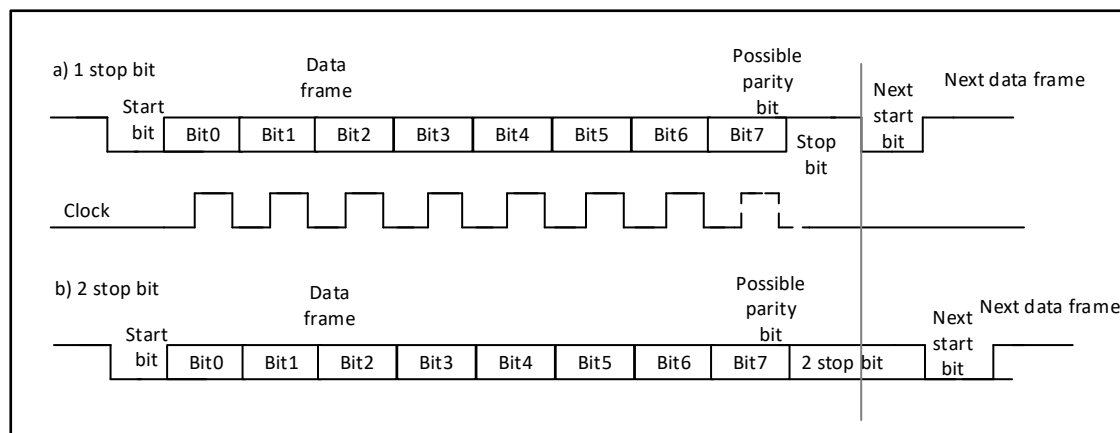 a) 1 stop bit
Data
frame
Possible
parity
bit
Next data frame
Start
bit
Next
start
bit
Bit0 Bit1 Bit2 Bit3 Bit4 Bit5 Bit6 Bit7
Stop
bit
Clock
b) 2 stop bit
Data
frame
Possible
parity
bit
Next data frame
Start
bit
Next
start
bit
Bit0 Bit1 Bit2 Bit3 Bit4 Bit5 Bit6 Bit7 2 stop bit